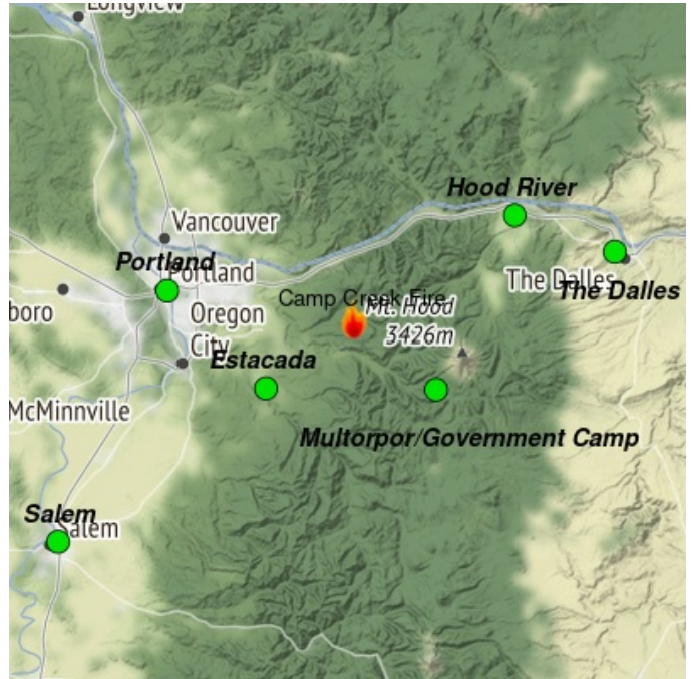 Longview
Hood River
Vancouver
Portland
Portland
The Dalles
The Dalles
boro
Camp Creek Fire
Oregon
City
Mt. Hood
3426m
Estacada
McMinnville
Multorpor/Government Camp
Salem
Salem